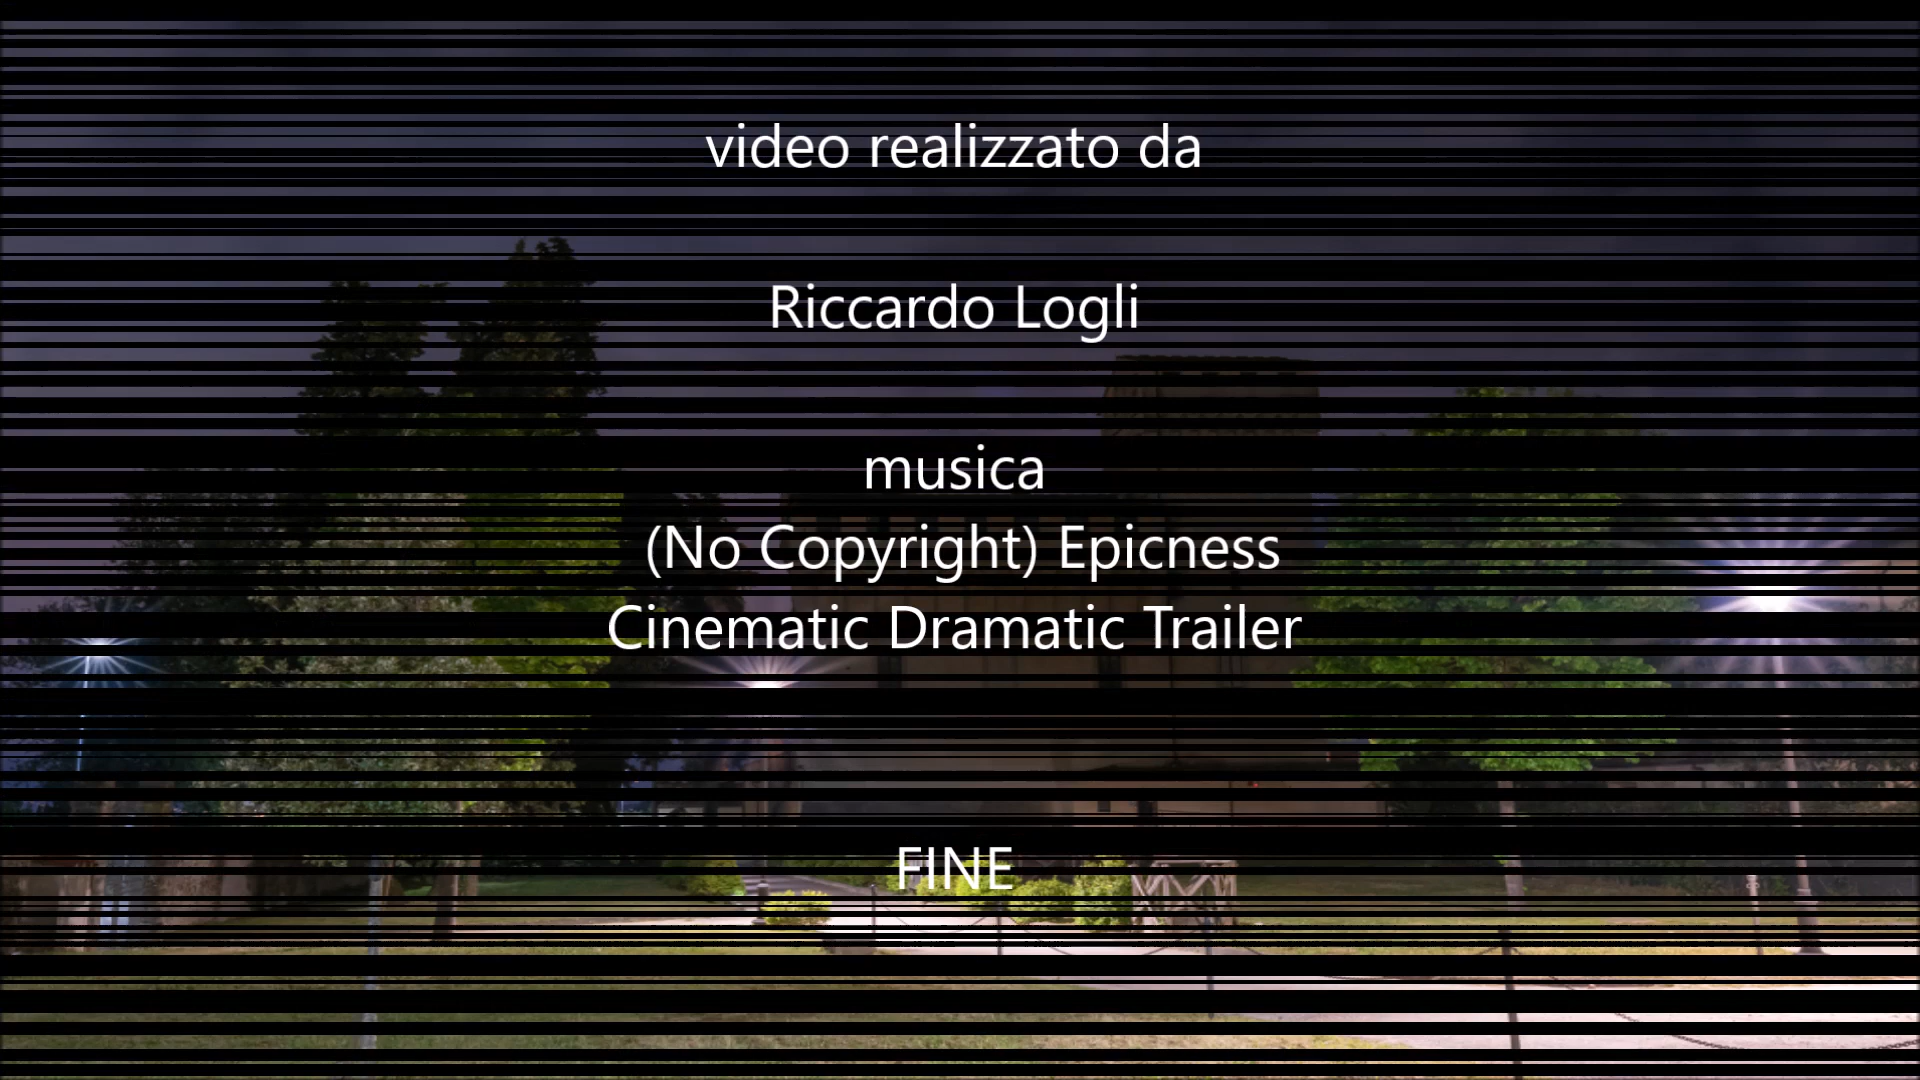 video realizzato da
Riccardo Logli
musica
(No Copyright) Epicness
Cinematic Dramatic Trailer
FINE